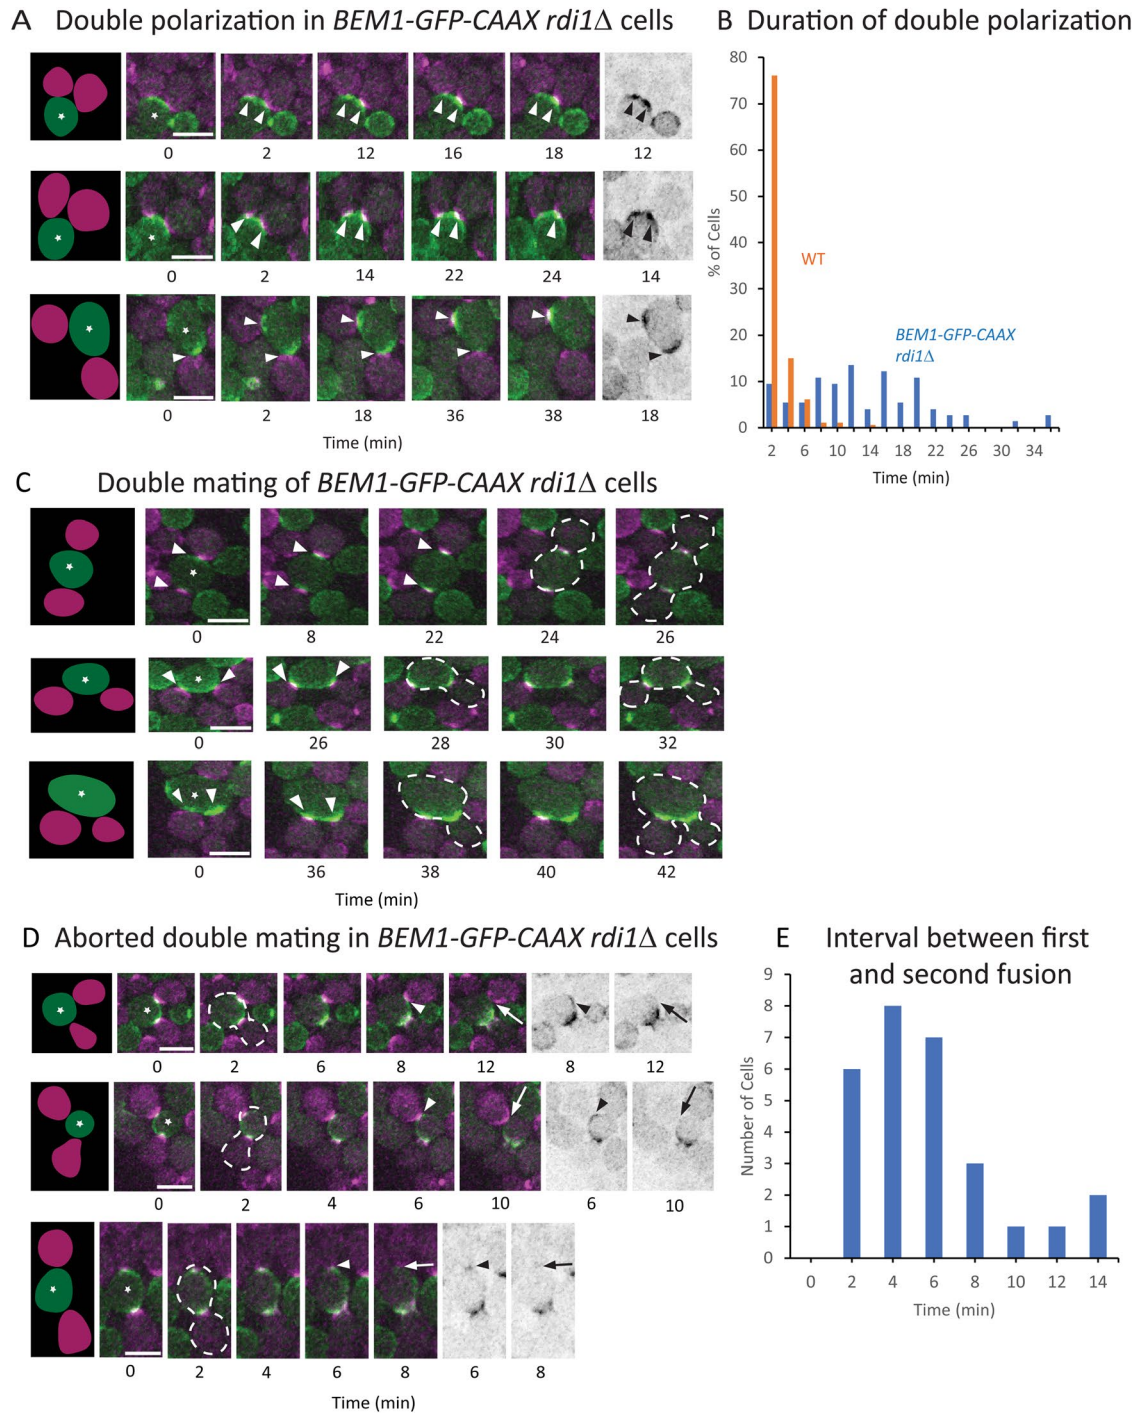 A Double polarization in BEM1-GFP-CAAX rdi1Δ cells
0 2 12 16 18 12
0 2 14 22 24 14
0 2 18 36 38 18
Time (min)
B Duration of double polarization
80
70
60
50
40
30
20
10
0
% of Cells
WT
BEM1-GFP-CAAX
rdi1Δ
2 6 10 14 18 22 26 30 34
Time (min)
C Double mating of BEM1-GFP-CAAX rdi1Δ cells
0 8 22 24 26
0 26 28 30 32
0 36 38 40 42
Time (min)
D Aborted double mating in BEM1-GFP-CAAX rdi1Δ cells
0 2 6 8 12 8 12
0 2 4 6 10 6 10
0 2 4 6 8 6 8
Time (min)
E Interval between first
and second fusion
9
8
7
6
5
4
3
2
1
0
Number of Cells
0 2 4 6 8 10 12 14
Time (min)